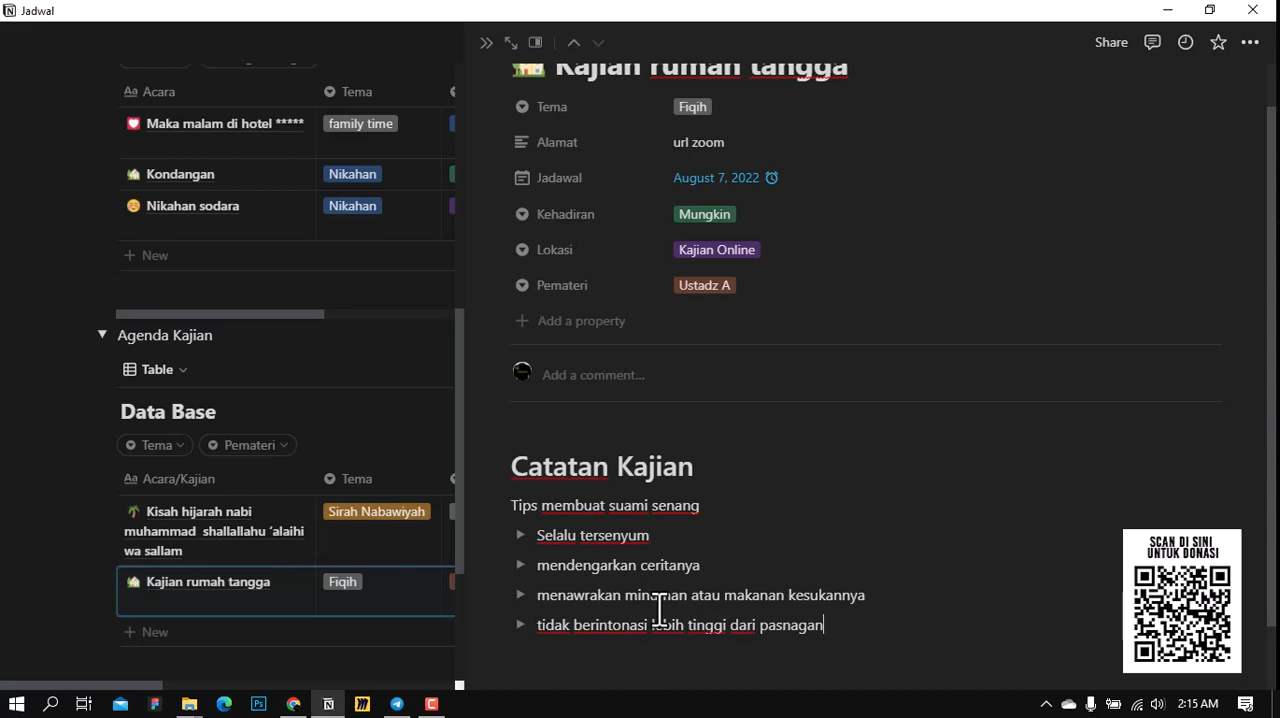 Jadwal
Share
Kajian rumah tangga
Acara
Tema
Maka malam di hotel *****
family time
Kondangan
Nikahan
Nikahan sodara
Nikahan
New
Agenda Kajian
Table
Data Base
Tema
Pemateri
Acara/Kajian
Tema
Kisah hijarah nabi
muhammad shallallahu ‘alaihi
wa sallam
Sirah Nabawiyah
Kajian rumah tangga
Fiqih
New
Tema
Fiqih
Alamat
url zoom
Jadawal
August 7, 2022
Kehadiran
Mungkin
Lokasi
Kajian Online
Pemateri
Ustadz A
Add a property
Add a comment...
Catatan Kajian
Tips membuat suami senang
Selalu tersenyum
mendengarkan ceritanya
menawrakan minuman atau makanan kesukannya
tidak berintonasi lebih tinggi dari pasnagan
SCAN DI SINI
UNTUK DONASI
2:15 AM